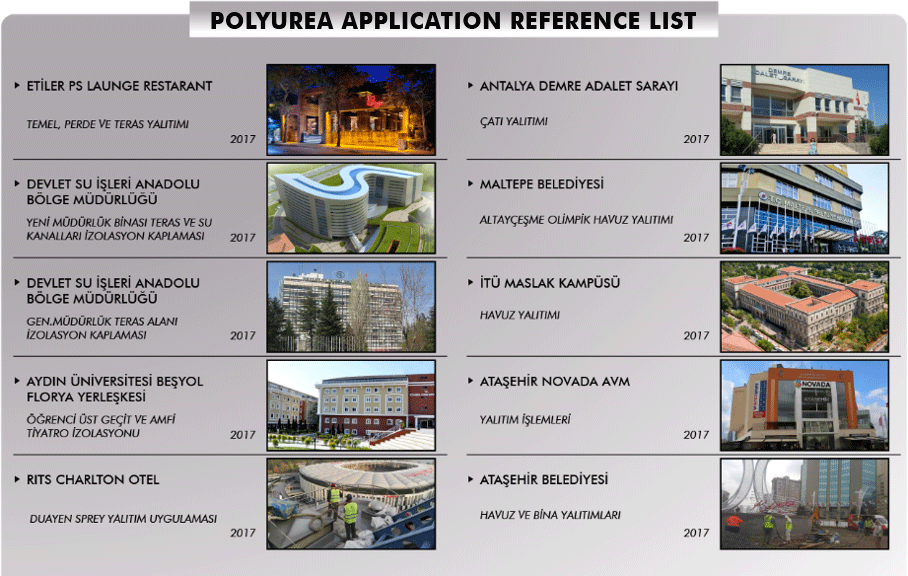 POLYUREA APPLICATION REFERENCE LIST
ETİLER PS LAUNGE RESTARANT
TEMEL, PERDE VE TERAS YALITIMI
2017
DEVLET SU İŞLERİ ANADOLU
BÖLGE MÜDÜRLÜĞÜ
YENİ MÜDÜRLÜK BİNASI TERAS VE SU
KANALLARI İZOLASYON KAPLAMASI
2017
DEVLET SU İŞLERİ ANADOLU
BÖLGE MÜDÜRLÜĞÜ
GEN.MÜDÜRLÜK TERAS ALANI
İZOLASYON KAPLAMASI
2017
AYDIN ÜNİVERSİTESİ BEŞYOL
FLORYA YERLEŞKESİ
ÖĞRENCİ ÜST GEÇİT VE AMFİ
TİYATRO İZOLASYONU
2017
RITS CHARLTON OTEL
DUAYEN SPREY YALITIM UYGULAMASI
2017
ANTALYA DEMRE ADALET SARAYI
ÇATI YALITIMI
2017
DEMRE
ADALET SARAYI
MALTEPE BELEDİYESİ
ALTAYÇEŞME OLİMPİK HAVUZ YALITIMI
2017
İTÜ MASLAK KAMPÜSÜ
HAVUZ YALITIMI
2017
ATAŞEHİR NOVADA AVM
YALITIM İŞLEMLERİ
2017
NOVADA
ATAŞEHİR BELEDİYESİ
HAVUZ VE BİNA YALITIMLARI
2017